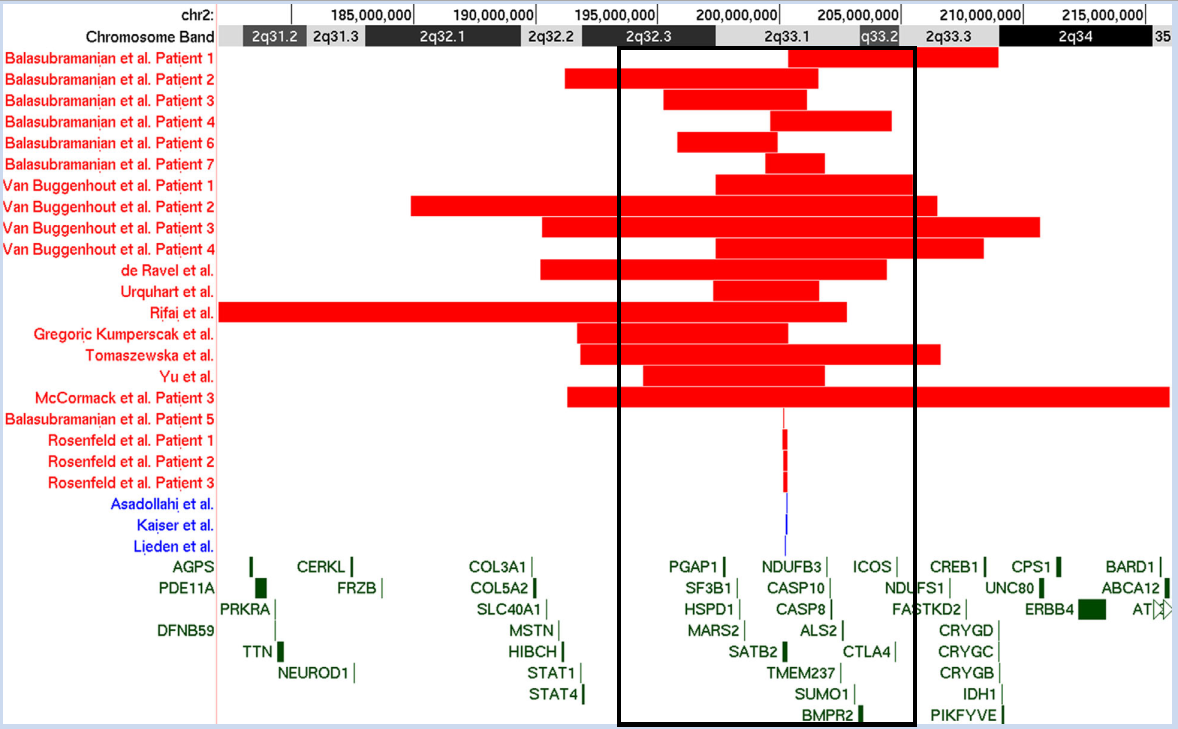 chr2: 185,000,000 190,000,000 195,000,000 200,000,000 205,000,000 210,000,000 215,000,000
Chromosome Band 2q31.2 2q31.3 2q32.1 2q32.2 2q32.3 2q33.1 q33.2 2q33.3 2q34 35
Balasubramanian et al. Patient 1
Balasubramanian et al. Patient 2
Balasubramanian et al. Patient 3
Balasubramanian et al. Patient 4
Balasubramanian et al. Patient 6
Balasubramanian et al. Patient 7
Van Buggenhout et al. Patient 1
Van Buggenhout et al. Patient 2
Van Buggenhout et al. Patient 3
Van Buggenhout et al. Patient 4
de Ravel et al.
Urquhart et al.
Rifai et al.
Gregoric Kumperscak et al.
Tomaszewska et al.
Yu et al.
McCormack et al. Patient 3
Balasubramanian et al. Patient 5
Rosenfeld et al. Patient 1
Rosenfeld et al. Patient 2
Rosenfeld et al. Patient 3
Asadollahi et al.
Kaiser et al.
Lieden et al.
AGPS CERKL COL3A1 PGAP1 NDUFB3 ICOS CREB1 CPS1 BARD1
PDE11A FRZB COL5A2 SF3B1 CASP10 NDUFS1 UNC80 ABCA12
PRKRA SLC40A1 HSPD1 CASP8 FASTKD2 ERBB4 AT
DFNB59 MSTN MARS2 ALS2 CRYGD
TTN HIBCH SATB2 CTLA4 CRYGC
NEUROD1 STAT1 TMEM237 CRYGB
STAT4 SUMO1 IDH1
BMPR2 PIKFYVE